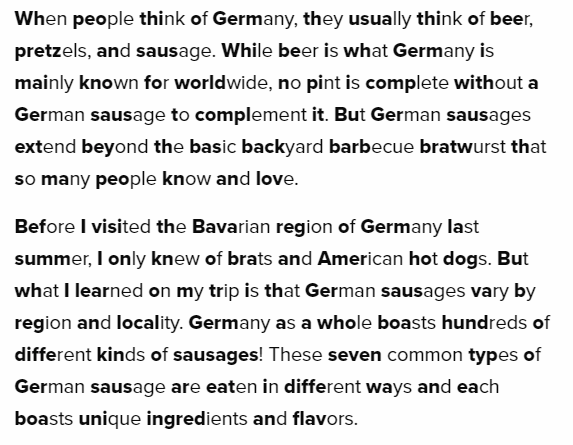 When people think of Germany, they usually think of beer,
pretzels, and sausage. While beer is what Germany is
mainly known for worldwide, no pint is complete without a
German sausage to complement it. But German sausages
extend beyond the basic backyard barbecue bratwurst that
so many people know and love.
Before I visited the Bavarian region of Germany last
summer, I only knew of brats and American hot dogs. But
what I learned on my trip is that German sausages vary by
region and locality. Germany as a whole boasts hundreds of
different kinds of sausages! These seven common types of
German sausage are eaten in different ways and each
boasts unique ingredients and flavors.